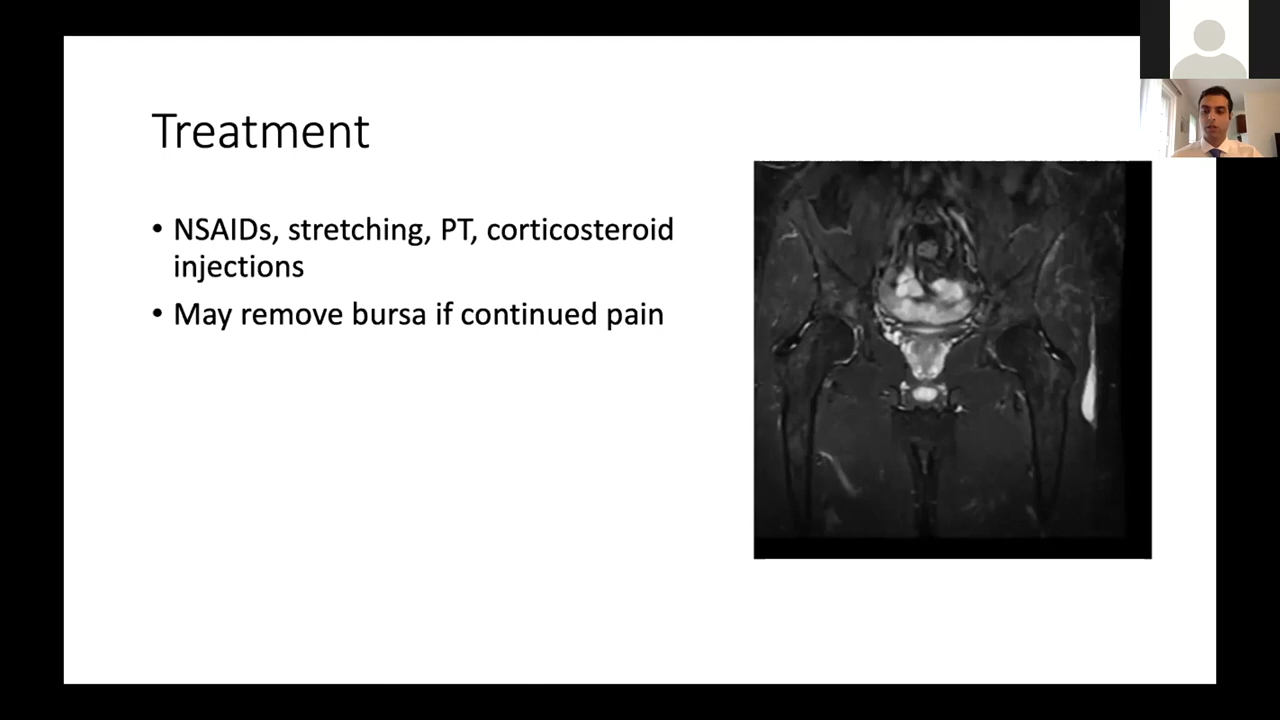 Treatment
• NSAIDs, stretching, PT, corticosteroid
injections
• May remove bursa if continued pain